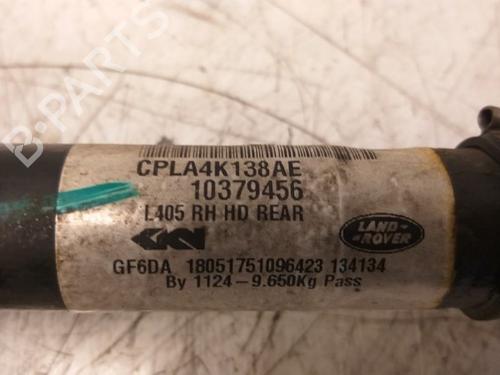 CPLA4K138AE
10379456
L405 RH HD REAR
GKN
LAND
ROVER
GF6DA 18051751096423 134134
By 1124-9.650Kg Pass
B-PARTS